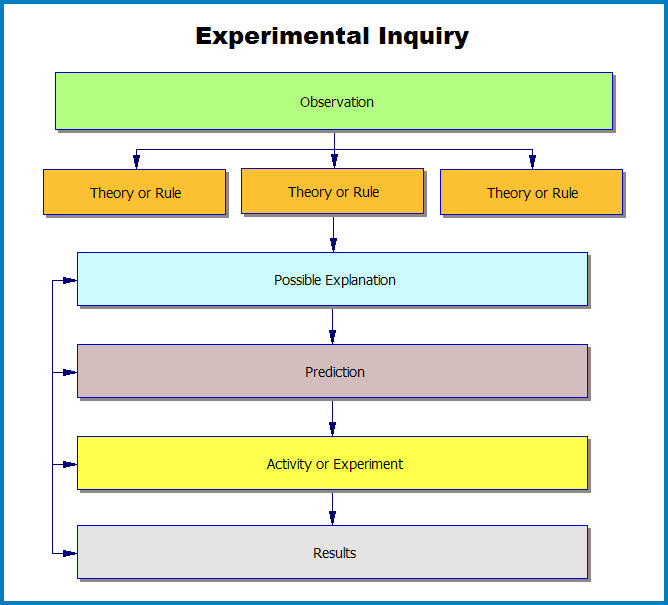 Experimental Inquiry
Observation
Theory or Rule
Theory or Rule
Theory or Rule
Possible Explanation
Prediction
Activity or Experiment
Results